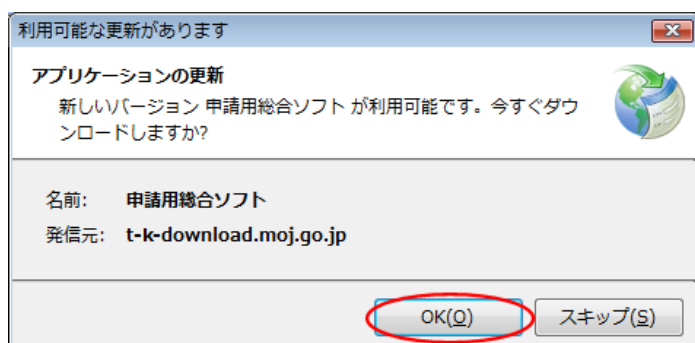 利用可能な更新があります
アプリケーションの更新
新しいバージョン 申請用総合ソフト が利用可能です。今すぐダウ
ンロードしますか?
名前: 申請用総合ソフト
発信元: t-k-download.moj.go.jp
OK(O) スキップ(S)